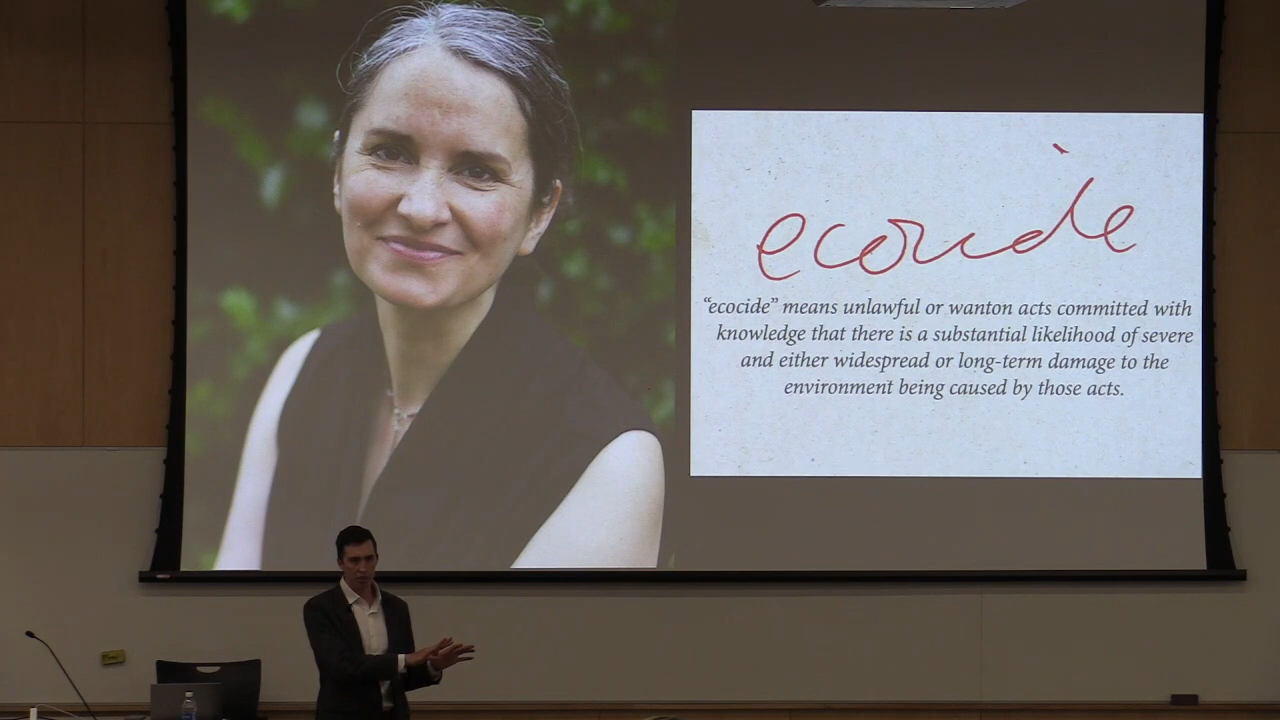 ecocide
“ecocide” means unlawful or wanton acts committed with
knowledge that there is a substantial likelihood of severe
and either widespread or long-term damage to the
environment being caused by those acts.